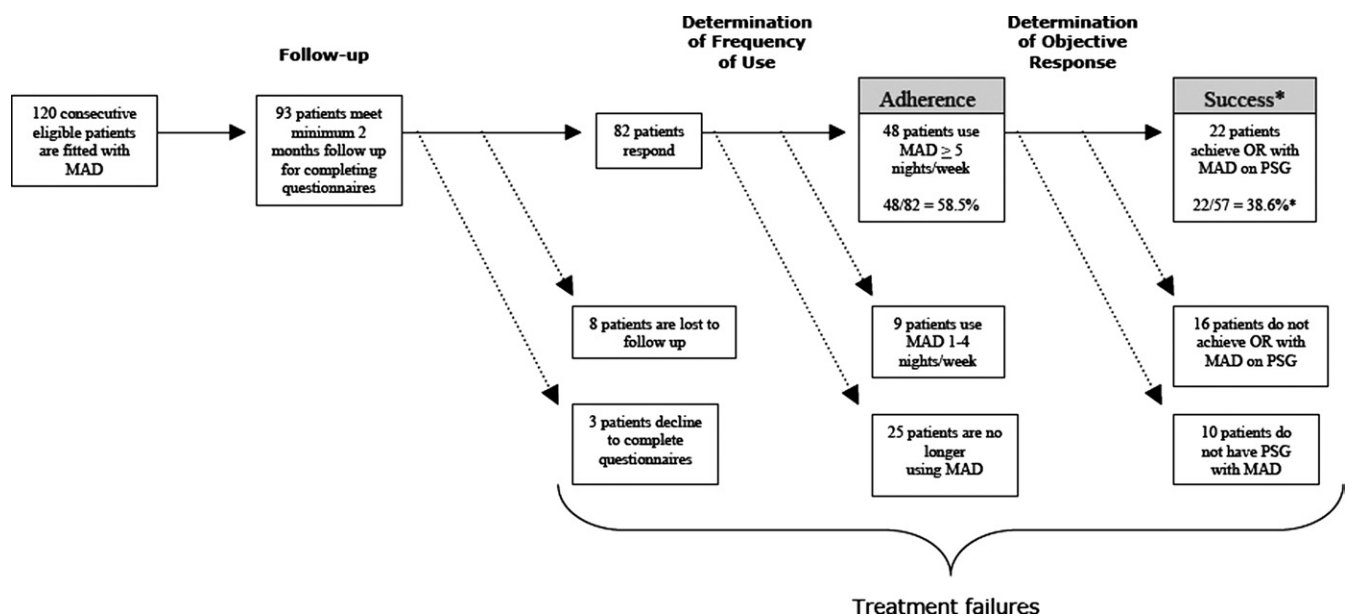 Follow-up
Determination
of Frequency
of Use
Determination
of Objective
Response
120 consecutive
eligible patients
are fitted with
MAD
93 patients meet
minimum 2
months follow up
for completing
questionnaires
82 patients
respond
Adherence
48 patients use
MAD ≥ 5
nights/week
48/82 = 58.5%
Success*
22 patients
achieve OR with
MAD on PSG
22/57 = 38.6%*
8 patients are lost to
follow up
9 patients use
MAD 1-4
nights/week
16 patients do not
achieve OR with
MAD on PSG
3 patients decline
to complete
questionnaires
25 patients are no
longer
using MAD
10 patients do
not have PSG
with MAD
Treatment failures